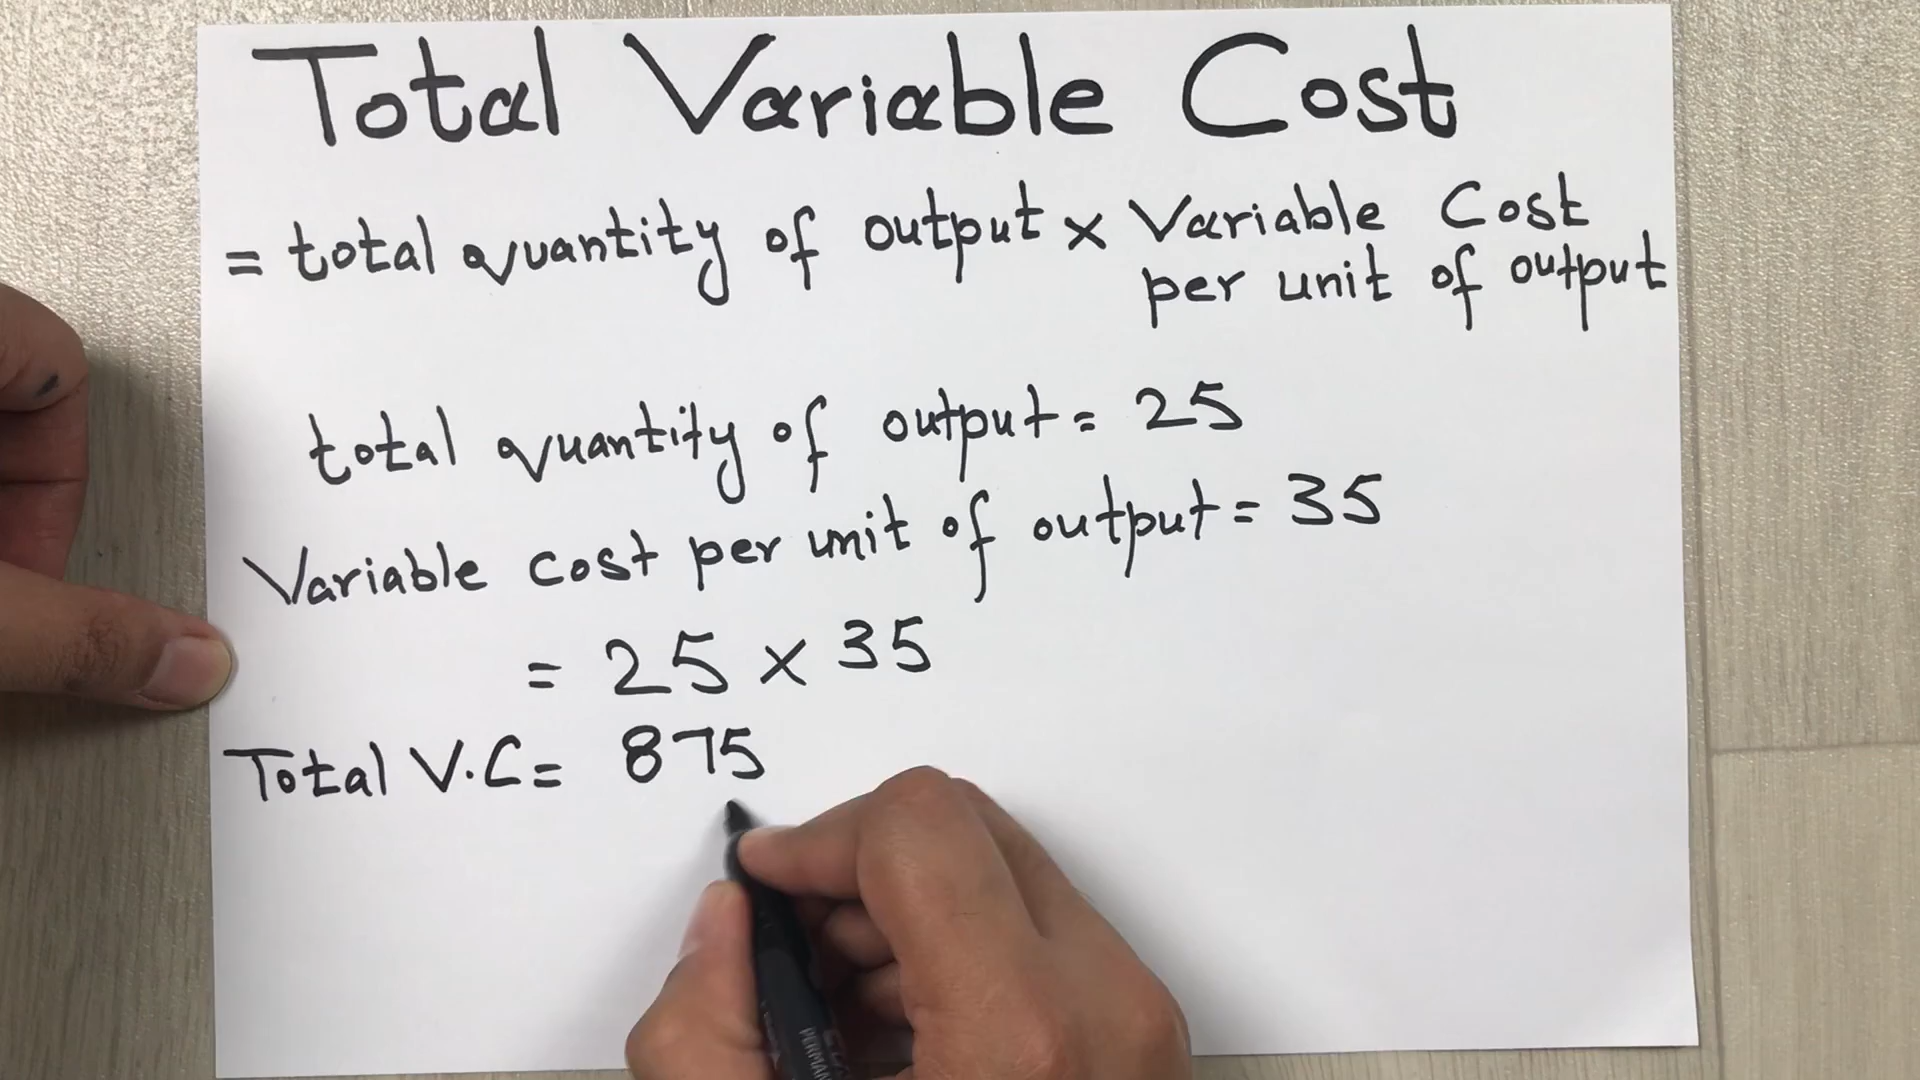 Total Variable Cost
= total quantity of output × Variable Cost
per unit of output
total quantity of output = 25
Variable cost per unit of output = 35
= 25 × 35
Total V.C = 875